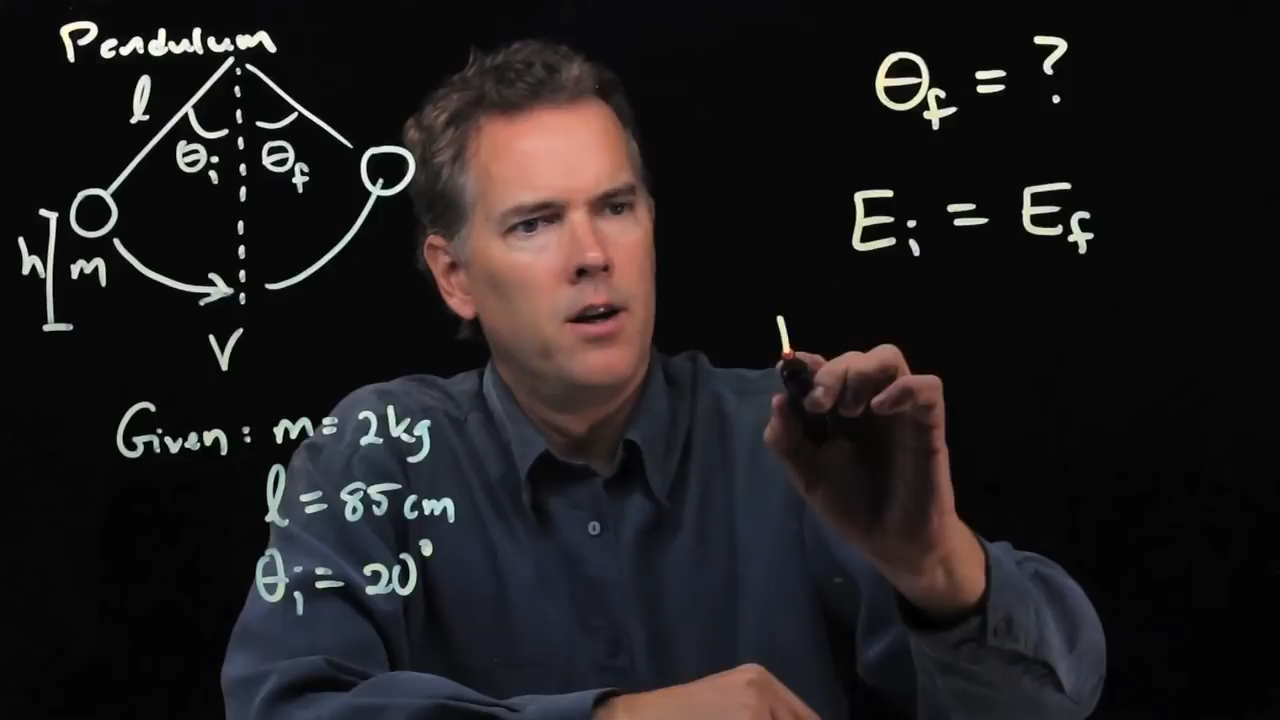 Pendulum
l
θi θf
h m
V
Given: m = 2kg
l = 85 cm
θi = 20°
θf = ?
Ei = Ef